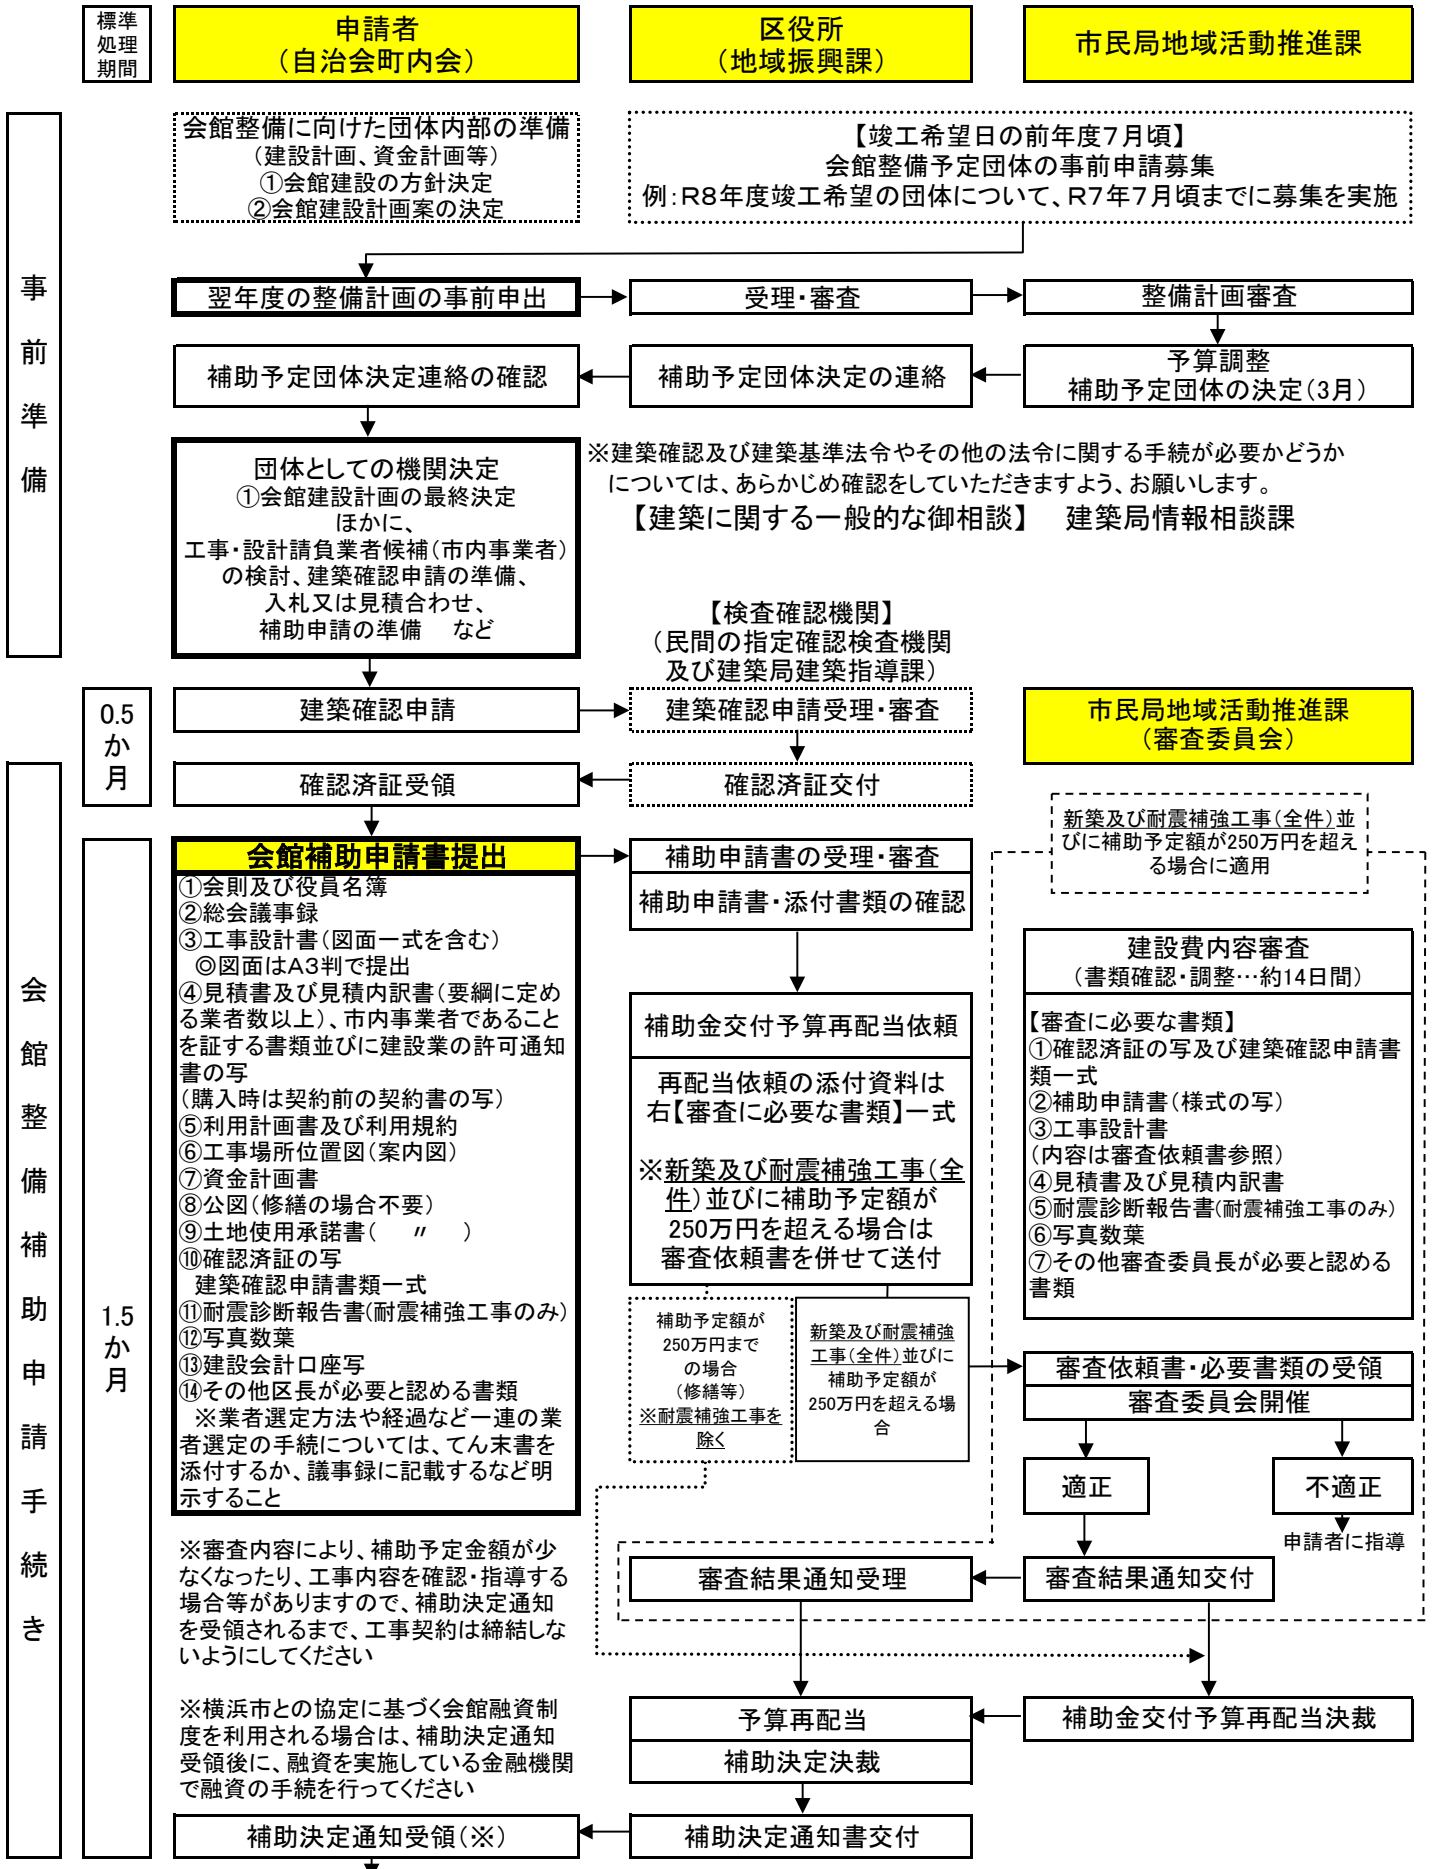 標準
処理
期間
申請者
（自治会町内会）
区役所
（地域振興課）
市民局地域活動推進課
事前準備
会館整備に向けた団体内部の準備
（建設計画、資金計画等）
①会館建設の方針決定
②会館建設計画案の決定
【竣工希望日の前年度７月頃】
会館整備予定団体の事前申請募集
例：Ｒ８年度竣工希望の団体について、Ｒ７年７月頃までに募集を実施
翌年度の整備計画の事前申出
受理・審査
整備計画審査
補助予定団体決定連絡の確認
補助予定団体決定の連絡
予算調整
補助予定団体の決定（3月）
団体としての機関決定
①会館建設計画の最終決定
ほかに、
工事・設計請負業者候補（市内事業者）
の検討、建築確認申請の準備、
入札又は見積合わせ、
補助申請の準備　など
※建築確認及び建築基準法令やその他の法令に関する手続が必要かどうか
については、あらかじめ確認をしていただきますよう、お願いします。
【建築に関する一般的な御相談】　建築局情報相談課
【検査確認機関】
（民間の指定確認検査機関
及び建築局建築指導課）
0.5
か
月
建築確認申請
建築確認申請受理・審査
市民局地域活動推進課
（審査委員会）
確認済証受領
確認済証交付
会館整備補助申請手続き
1.5
か
月
会館補助申請書提出
①会則及び役員名簿
②総会議事録
③工事設計書（図面一式を含む）
◎図面はＡ３判で提出
④見積書及び見積内訳書（要綱に定め
る業者数以上）、市内事業者であること
を証する書類並びに建設業の許可通知
書の写
（購入時は契約前の契約書の写）
⑤利用計画書及び利用規約
⑥工事場所位置図（案内図）
⑦資金計画書
⑧公図（修繕の場合不要）
⑨土地使用承諾書（　〃　）
⑩確認済証の写
建築確認申請書類一式
⑪耐震診断報告書(耐震補強工事のみ）
⑫写真数葉
⑬建設会計口座写
⑭その他区長が必要と認める書類
※業者選定方法や経過など一連の業
者選定の手続については、てん末書を
添付するか、議事録に記載するなど明
示すること
補助申請書の受理・審査
補助申請書・添付書類の確認
補助金交付予算再配当依頼
再配当依頼の添付資料は
右【審査に必要な書類】一式
※新築及び耐震補強工事（全
件）並びに補助予定額が
250万円を超える場合は
審査依頼書を併せて送付
補助予定額が
250万円まで
の場合
（修繕等）
※耐震補強工事を
除く
新築及び耐震補強
工事（全件）並びに
補助予定額が
250万円を超える場
合
新築及び耐震補強工事（全件）並
びに補助予定額が250万円を超え
る場合に適用
建設費内容審査
（書類確認・調整…約14日間）
【審査に必要な書類】
①確認済証の写及び建築確認申請書
類一式
②補助申請書（様式の写）
③工事設計書
（内容は審査依頼書参照）
④見積書及び見積内訳書
⑤耐震診断報告書(耐震補強工事のみ）
⑥写真数葉
⑦その他審査委員長が必要と認める
書類
審査依頼書・必要書類の受領
審査委員会開催
適正
不適正
申請者に指導
審査結果通知受理
審査結果通知交付
※審査内容により、補助予定金額が少
なくなったり、工事内容を確認・指導する
場合等がありますので、補助決定通知
を受領されるまで、工事契約は締結しな
いようにしてください
※横浜市との協定に基づく会館融資制
度を利用される場合は、補助決定通知
受領後に、融資を実施している金融機関
で融資の手続を行ってください
予算再配当
補助決定決裁
補助金交付予算再配当決裁
補助決定通知受領（※）
補助決定通知書交付